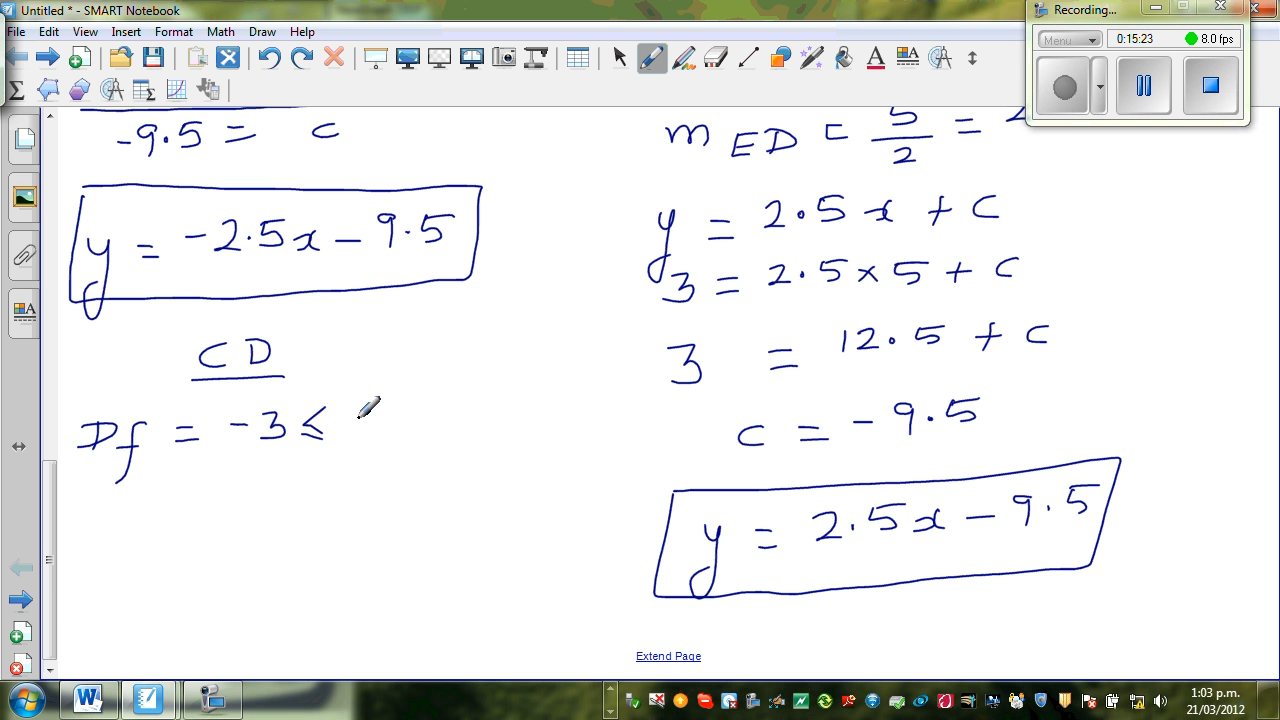 Untitled * - SMART Notebook
File Edit View Insert Format Math Draw Help
Recording...
Menu
0:15:23
8.0 fps
-9.5 = c
y = -2.5x - 9.5
CD
Df = -3 ≤
m ED = 5/2 =
y = 2.5x + c
3 = 2.5 × 5 + c
3 = 12.5 + c
c = -9.5
y = 2.5x - 9.5
Extend Page
1:03 p.m.
21/03/2012